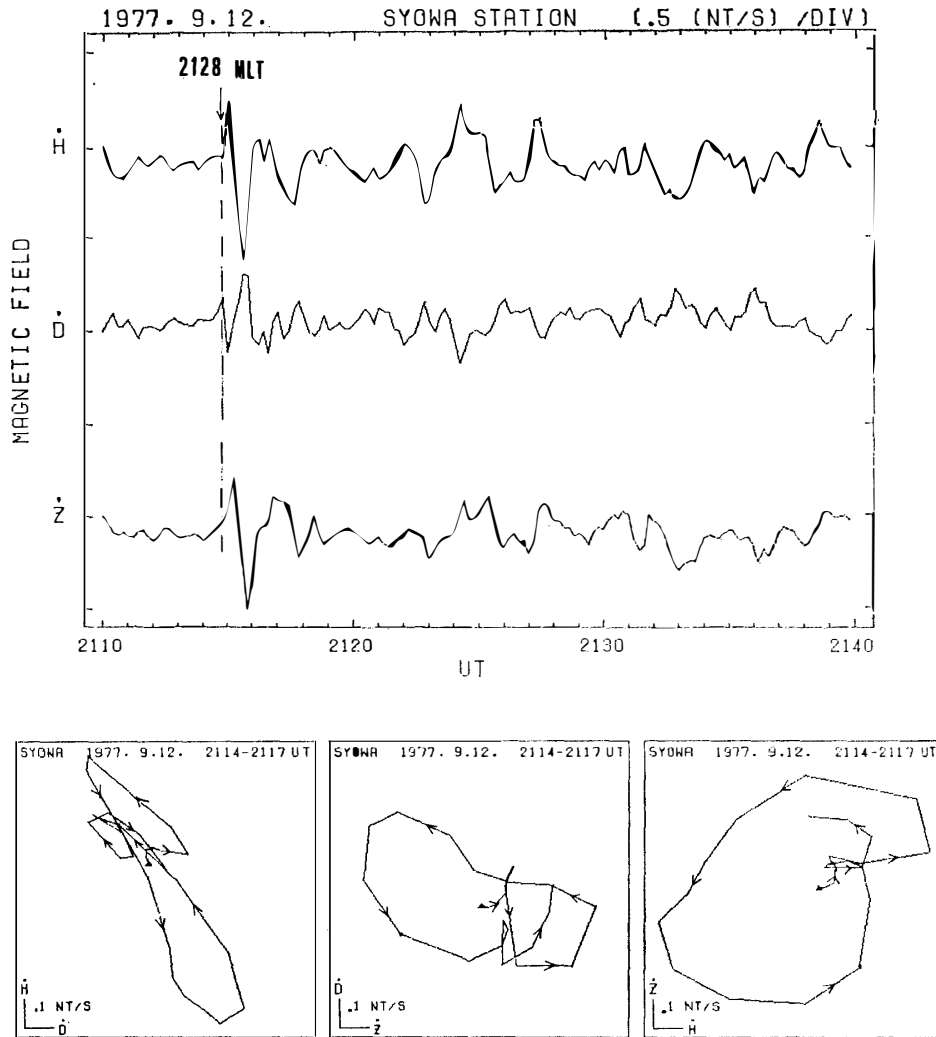 1977. 9.12. SYOWA STATION (.5 (NT/S) /DIV)
2128 MLT
Ḣ
Ḋ
Ż
MAGNETIC FIELD
2110 2120 2130 2140
UT
SYOWA 1977. 9.12. 2114-2117 UT
Ḣ
.1 NT/S
Ḋ
SYOWA 1977. 9.12. 2114-2117 UT
Ḋ
.1 NT/S
Ż
SYOWA 1977. 9.12. 2114-2117 UT
Ż
.1 NT/S
Ḣ